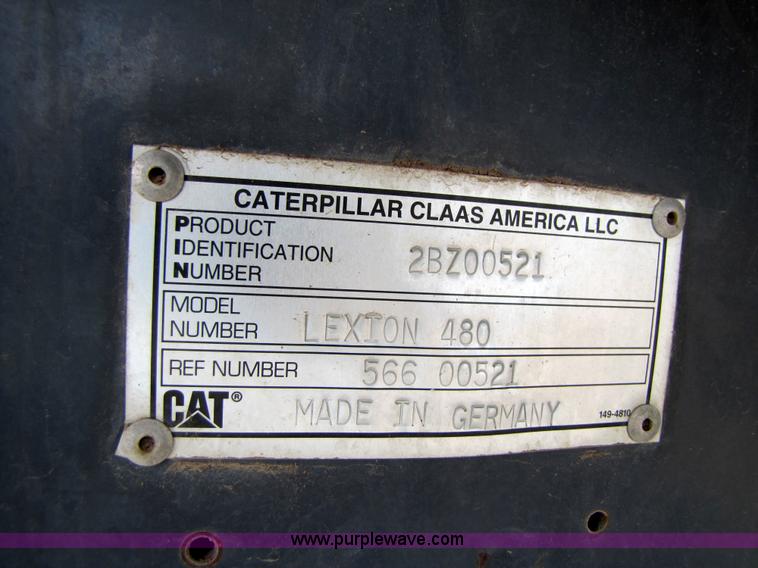 CATERPILLAR CLAAS AMERICA LLC
PRODUCT
IDENTIFICATION
NUMBER
2BZ00521
MODEL
NUMBER
LEXION 480
REF NUMBER 566 00521
CAT® MADE IN GERMANY 149-4810
www.purplewave.com